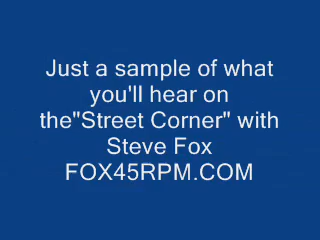 Just a sample of what
you'll hear on
the"Street Corner" with
Steve Fox
FOX45RPM.COM